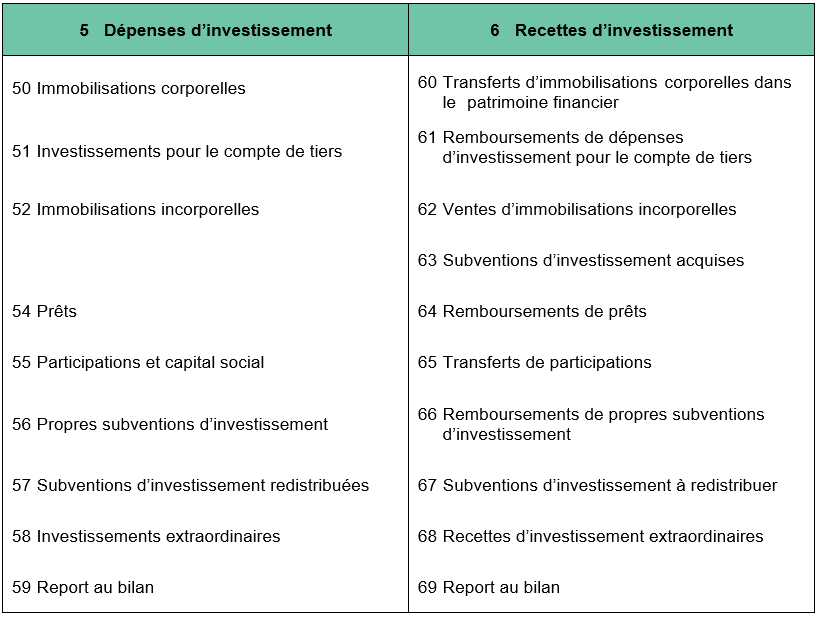 5 Dépenses d’investissement
6 Recettes d’investissement
50 Immobilisations corporelles
60 Transferts d’immobilisations corporelles dans
le patrimoine financier
51 Investissements pour le compte de tiers
61 Remboursements de dépenses
d’investissement pour le compte de tiers
52 Immobilisations incorporelles
62 Ventes d’immobilisations incorporelles
63 Subventions d’investissement acquises
54 Prêts
64 Remboursements de prêts
55 Participations et capital social
65 Transferts de participations
56 Propres subventions d’investissement
66 Remboursements de propres subventions
d’investissement
57 Subventions d’investissement redistribuées
67 Subventions d’investissement à redistribuer
58 Investissements extraordinaires
68 Recettes d’investissement extraordinaires
59 Report au bilan
69 Report au bilan